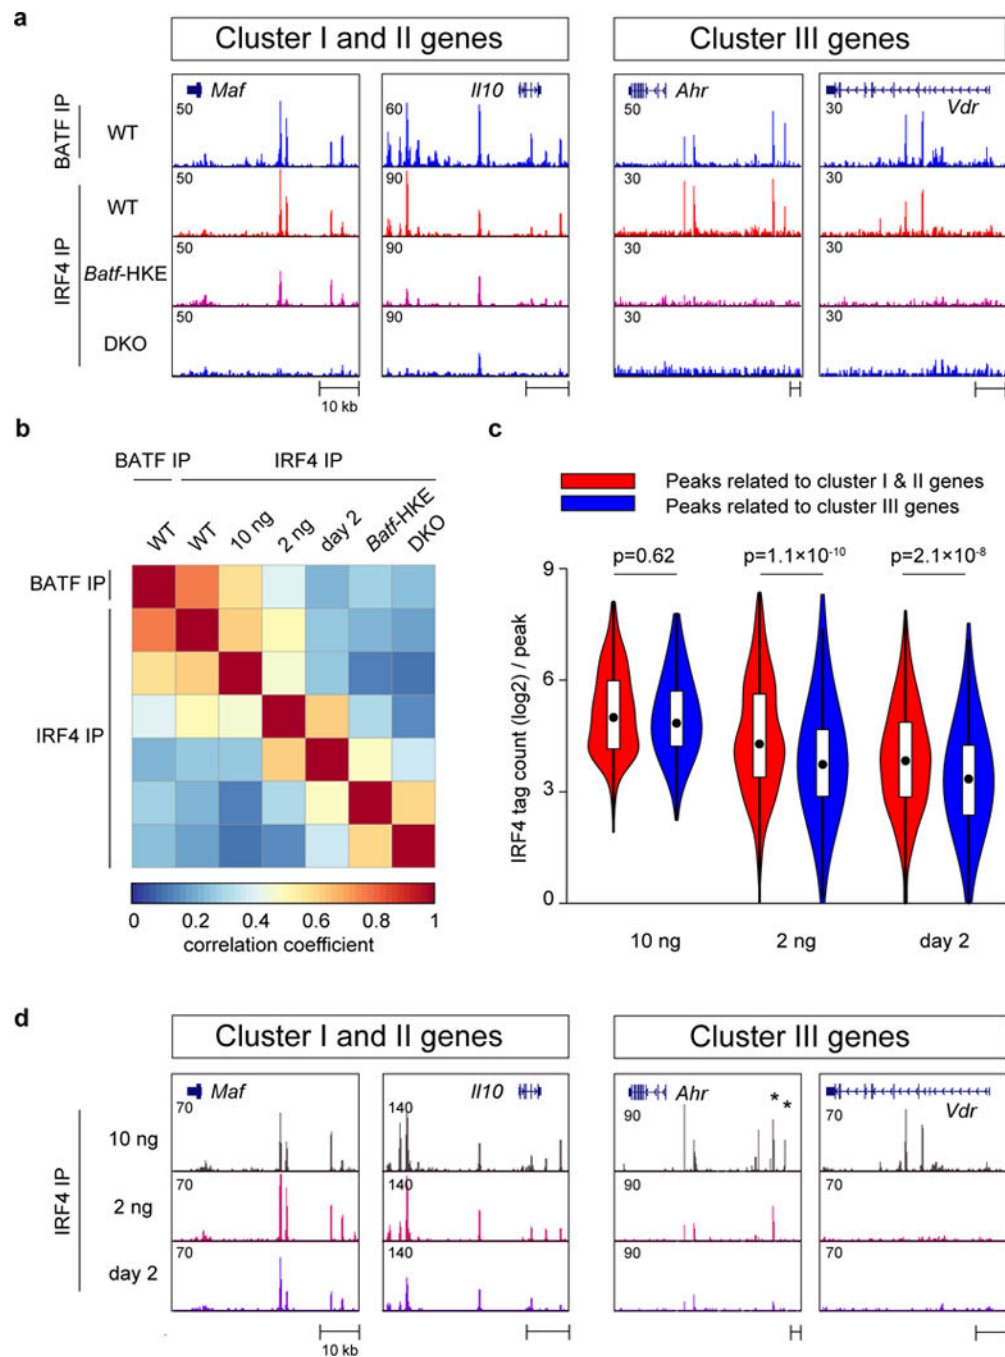 a
Cluster I and II genes
Cluster III genes
BATF IP
WT
50
Maf
60
Il10
50
Ahr
30
Vdr
IRF4 IP
WT
50
90
30
30
Batf-HKE
50
90
30
30
DKO
50
90
30
30
10 kb
b
BATF IP
IRF4 IP
WT
WT
10 ng
2 ng
day 2
Batf-HKE
DKO
BATF IP
IRF4 IP
0 0.2 0.4 0.6 0.8 1
correlation coefficient
c
Peaks related to cluster I & II genes
Peaks related to cluster III genes
p=0.62
p=1.1×10⁻¹⁰
p=2.1×10⁻⁸
IRF4 tag count (log2) / peak
9
6
3
0
10 ng
2 ng
day 2
d
Cluster I and II genes
Cluster III genes
IRF4 IP
10 ng
70
Maf
140
Il10
90
Ahr
* *
70
Vdr
2 ng
70
140
90
70
day 2
70
140
90
70
10 kb